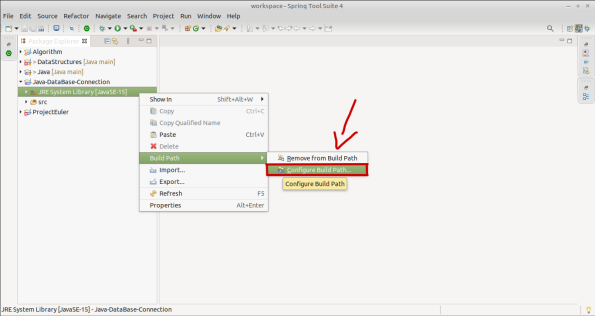 workspace - Spring Tool Suite 4
File Edit Source Refactor Navigate Search Project Run Window Help
Package Explorer
Algorithm
> DataStructures [Java main]
> Java [Java main]
Java-DataBase-Connection
JRE System Library [JavaSE-15]
src
ProjectEuler
Show In Shift+Alt+W
Copy Ctrl+C
Copy Qualified Name
Paste Ctrl+V
Delete
Build Path
Import...
Export...
Refresh F5
Properties Alt+Enter
Remove from Build Path
Configure Build Path...
Configure Build Path
JRE System Library [JavaSE-15] - Java-DataBase-Connection